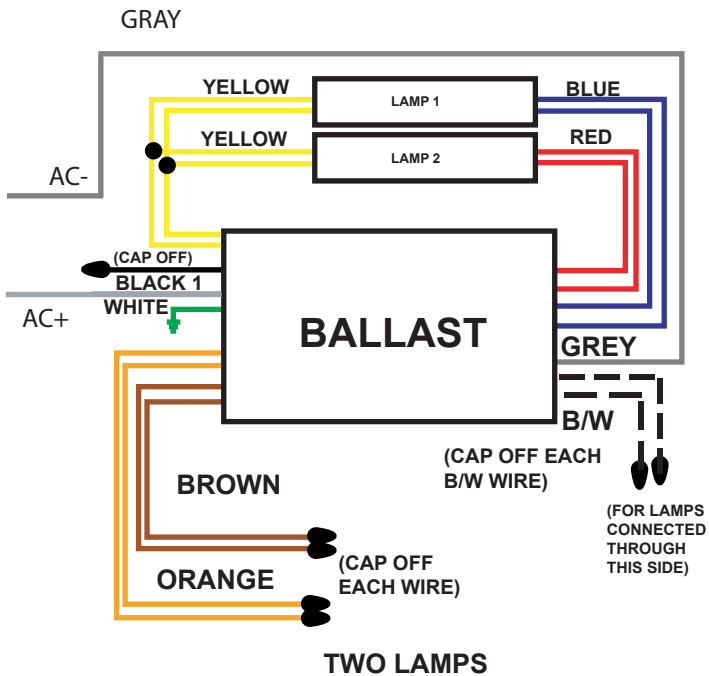 GRAY
YELLOW
LAMP 1
BLUE
YELLOW
LAMP 2
RED
AC-
(CAP OFF)
BLACK 1
WHITE
AC+
BALLAST
GREY
B/W
(CAP OFF EACH
B/W WIRE)
(FOR LAMPS
CONNECTED
THROUGH
THIS SIDE)
BROWN
(CAP OFF
EACH WIRE)
ORANGE
TWO LAMPS